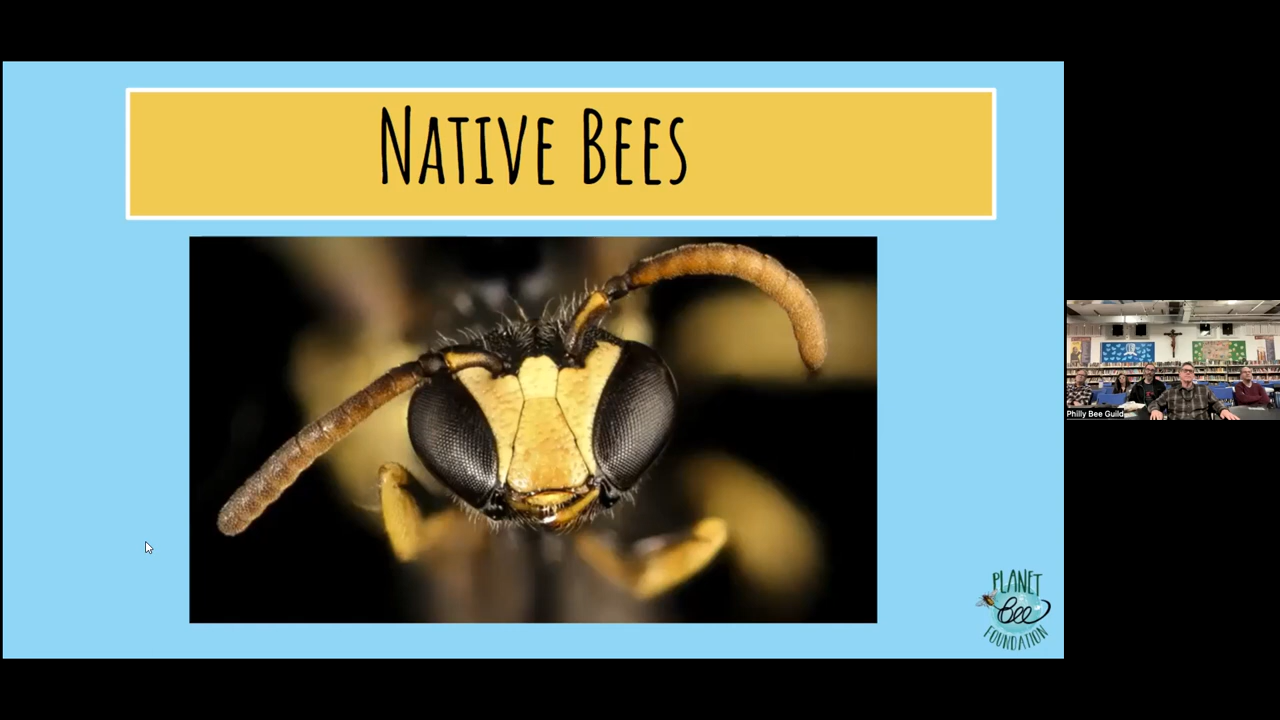 NATIVE BEES
PLANET
Bee
FOUNDATION
Philly Bee Guild